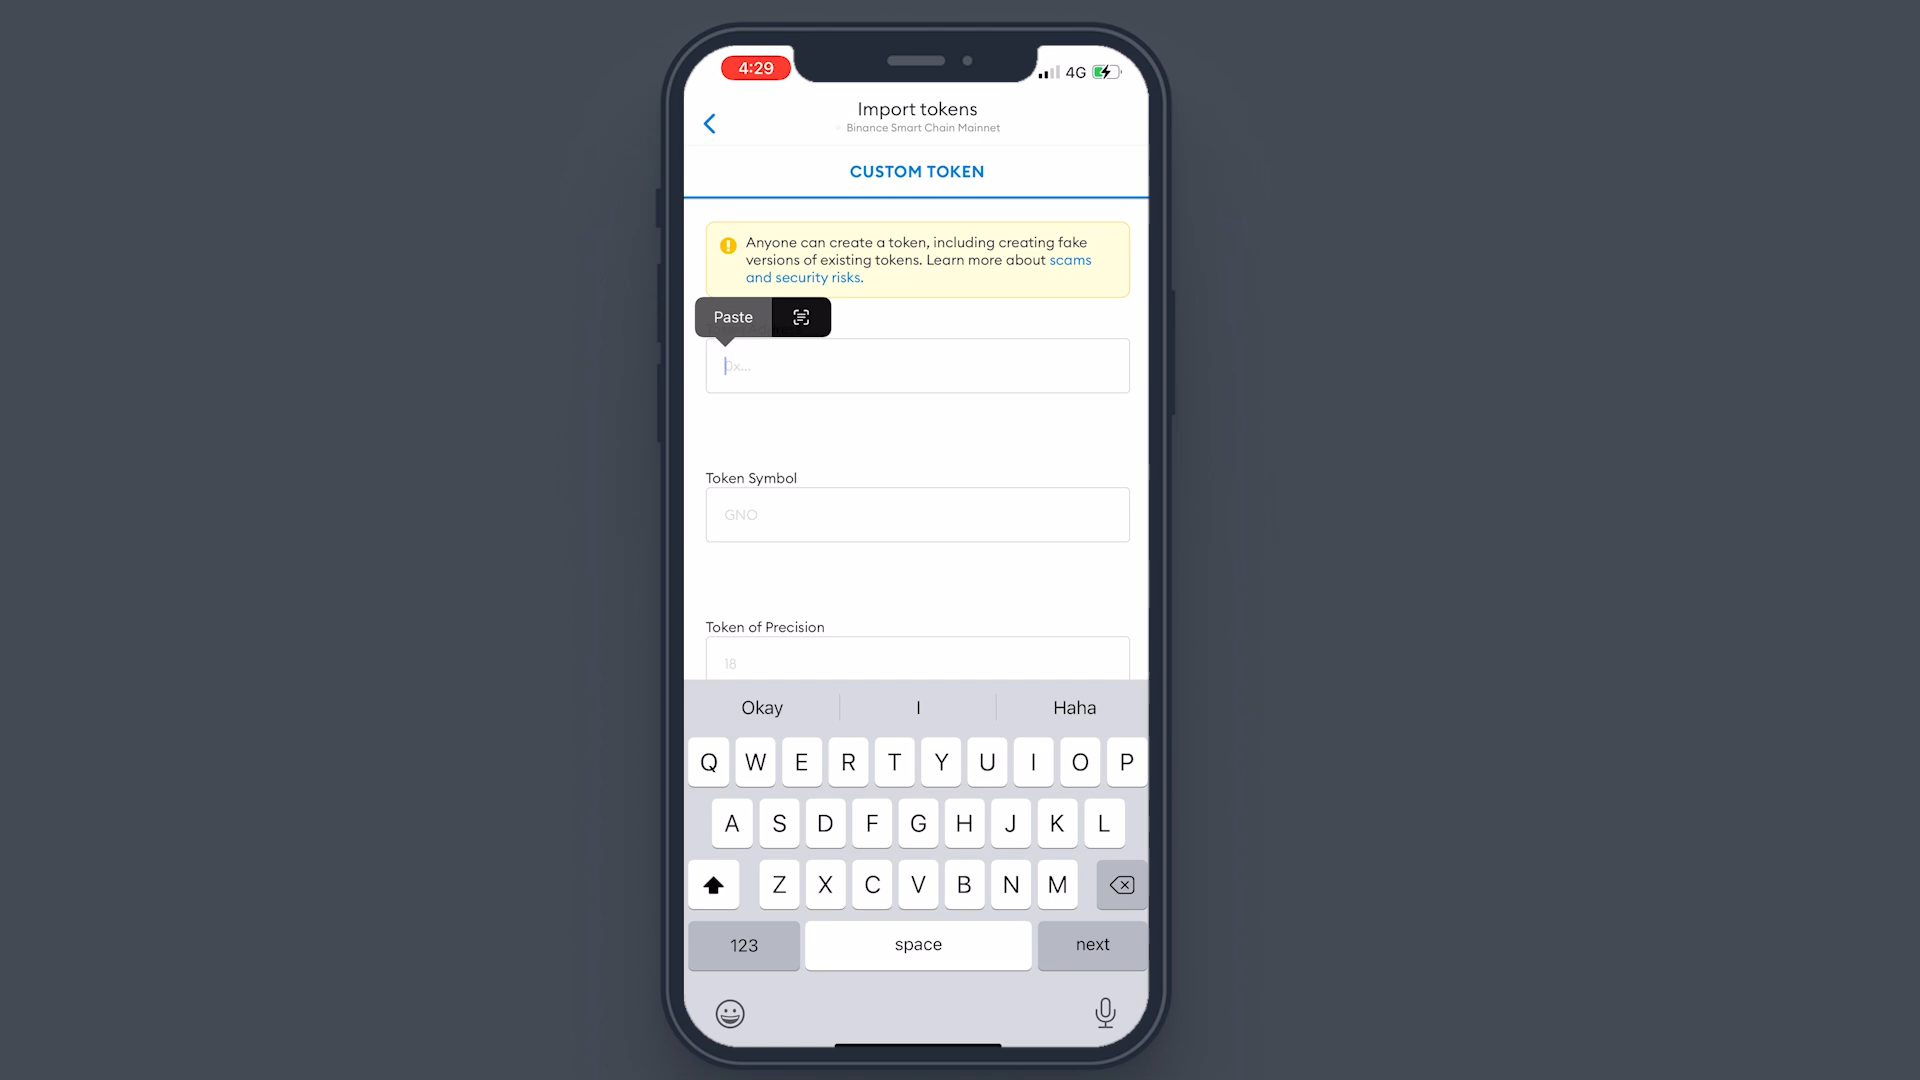 4:29
4G
Import tokens
Binance Smart Chain Mainnet
CUSTOM TOKEN
Anyone can create a token, including creating fake
versions of existing tokens. Learn more about scams
and security risks.
Paste
0x...
Token Symbol
GNO
Token of Precision
18
Okay I Haha
Q W E R T Y U I O P
A S D F G H J K L
Z X C V B N M
123 space next